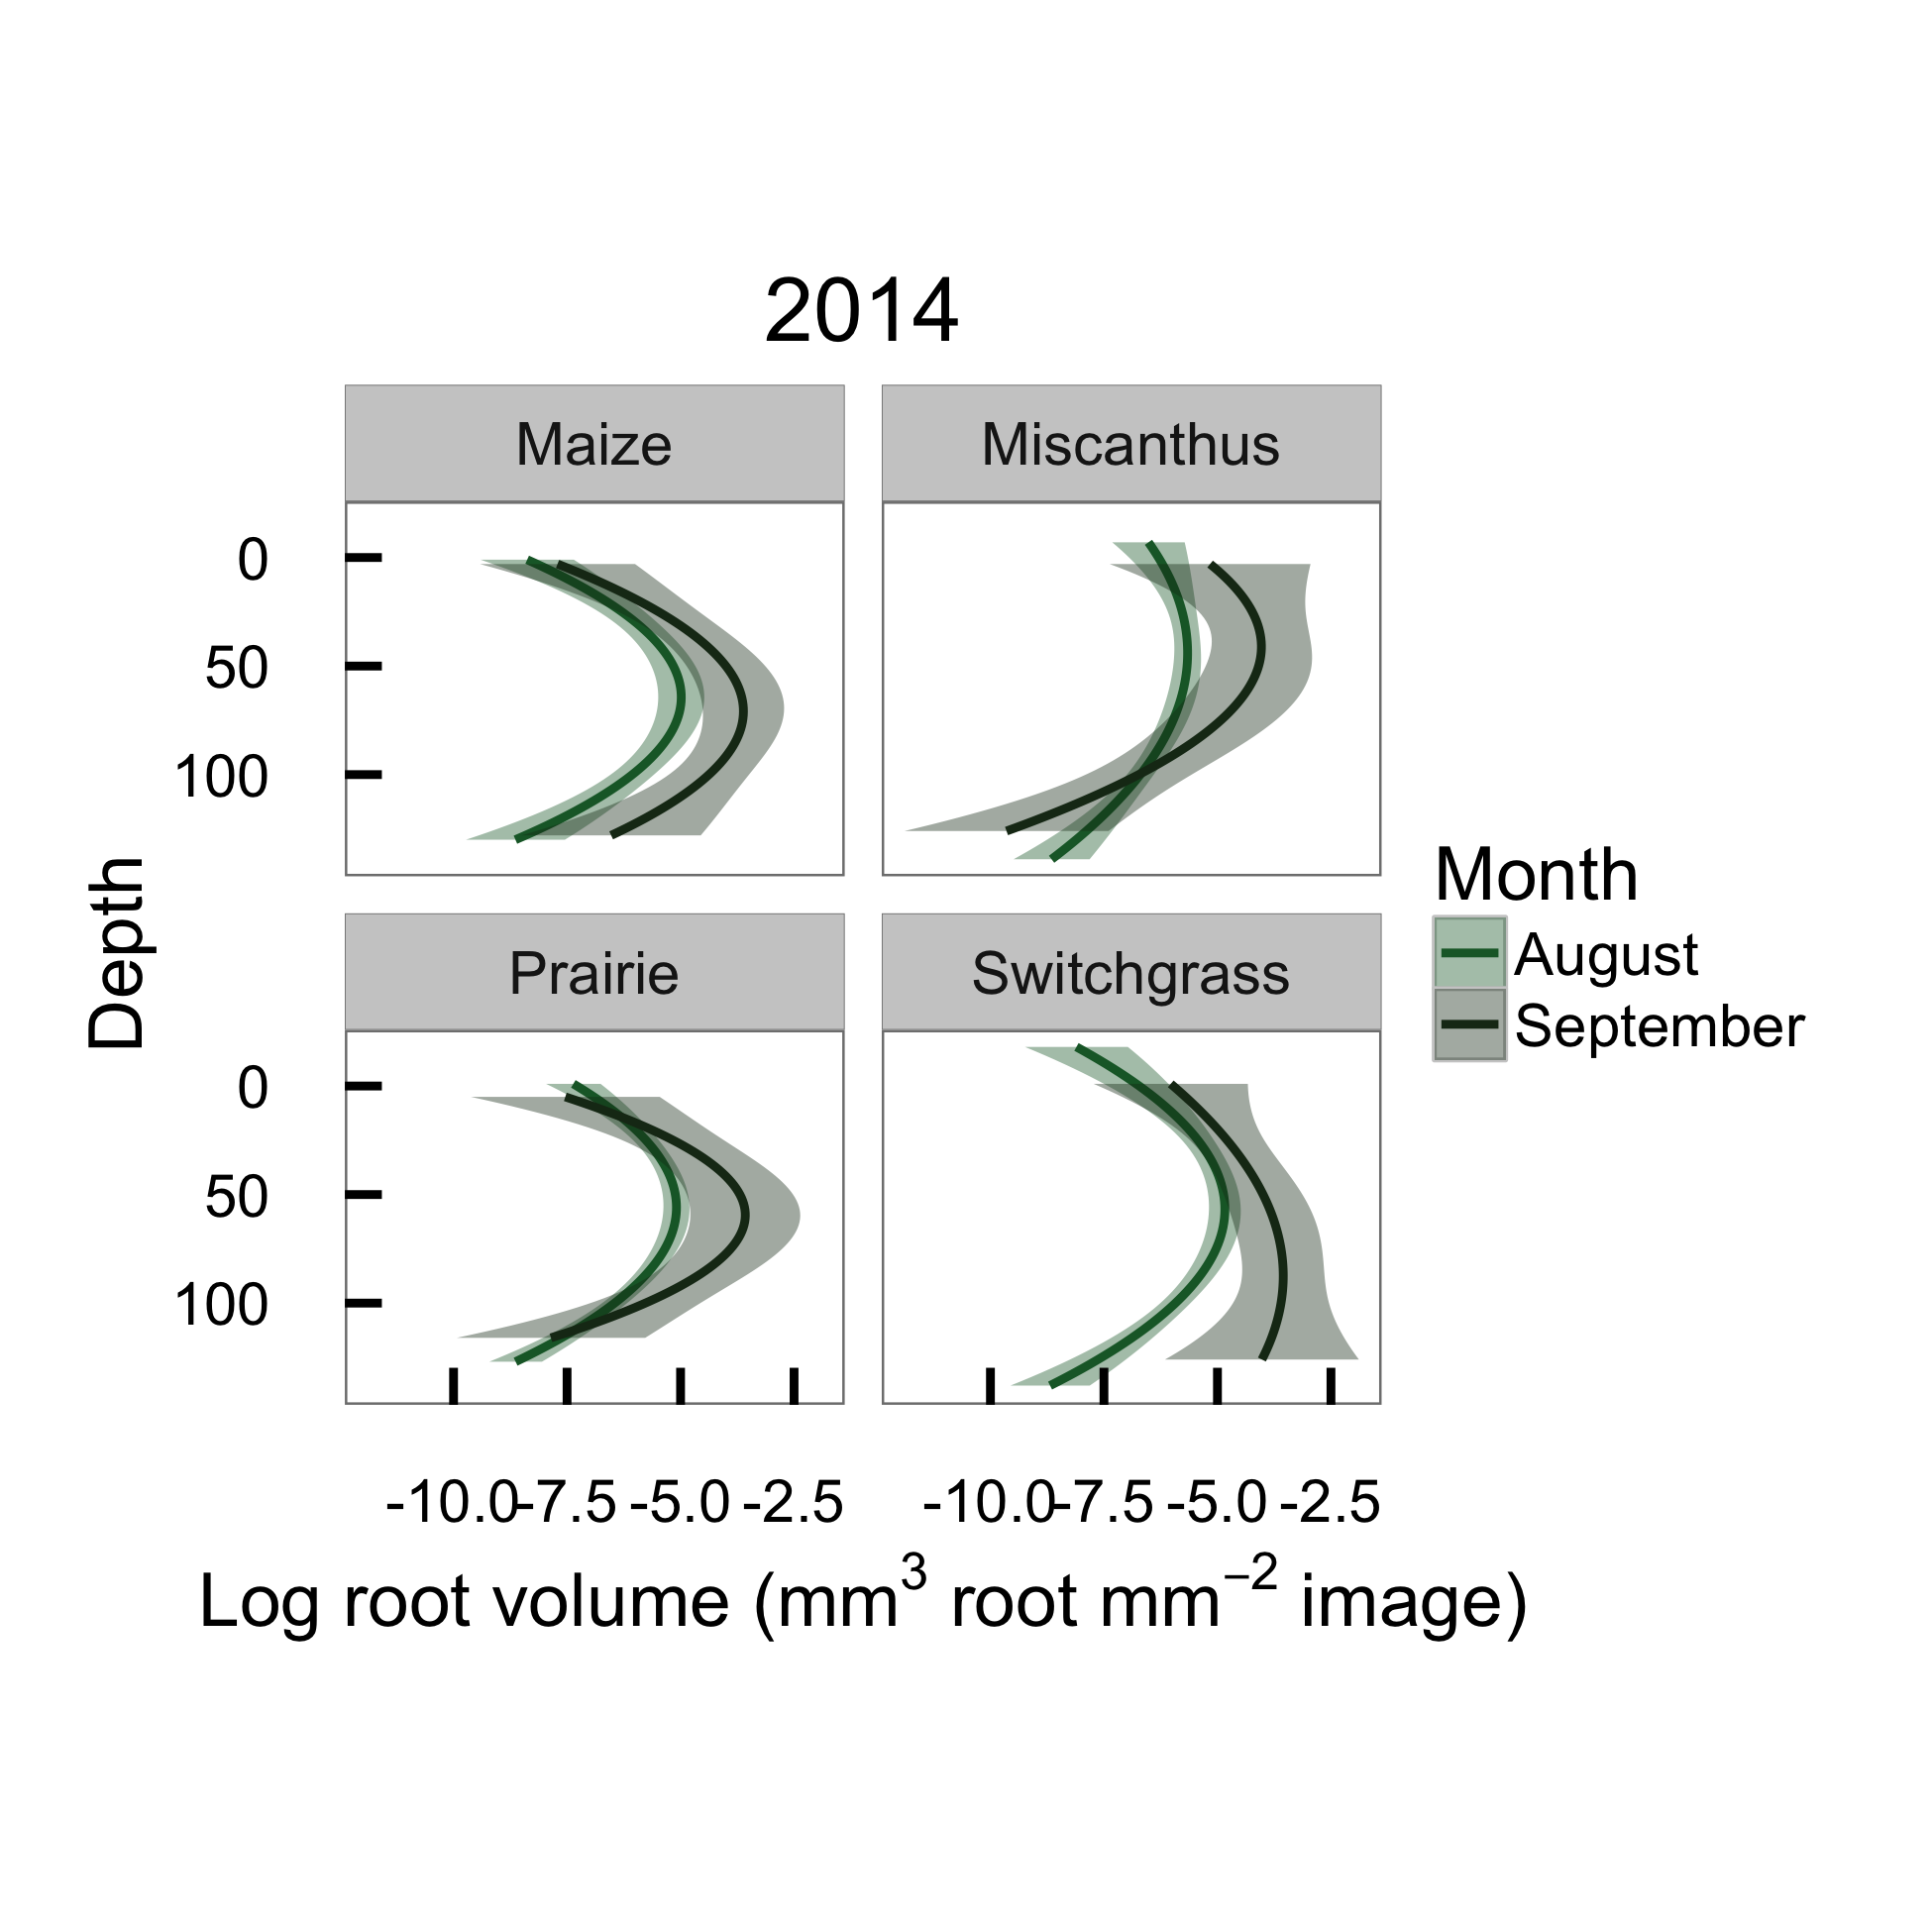 2014
Maize
Miscanthus
0
50
100
Prairie
Switchgrass
0
50
100
-10.0 -7.5 -5.0 -2.5
-10.0 -7.5 -5.0 -2.5
Depth
Log root volume (mm³ root mm⁻² image)
Month
August
September